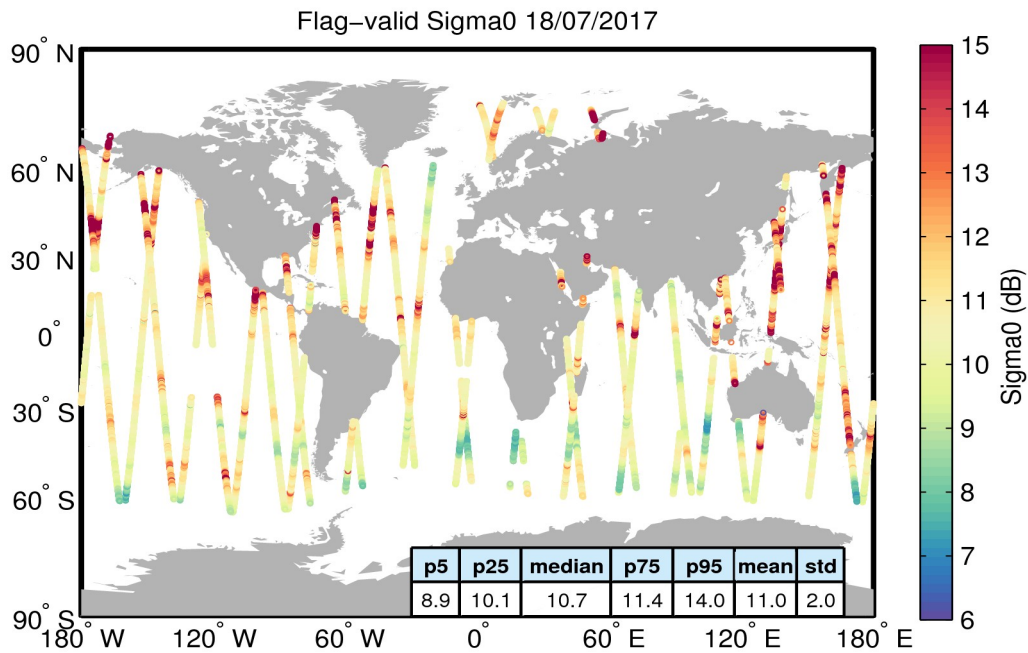 Flag-valid Sigma0 18/07/2017
90° N
60° N
30° N
0°
30° S
60° S
90° S
180° W
120° W
60° W
0°
60° E
120° E
180° E
15
14
13
12
11
10
9
8
7
6
Sigma0 (dB)
p5 p25 median p75 p95 mean std
8.9 10.1 10.7 11.4 14.0 11.0 2.0